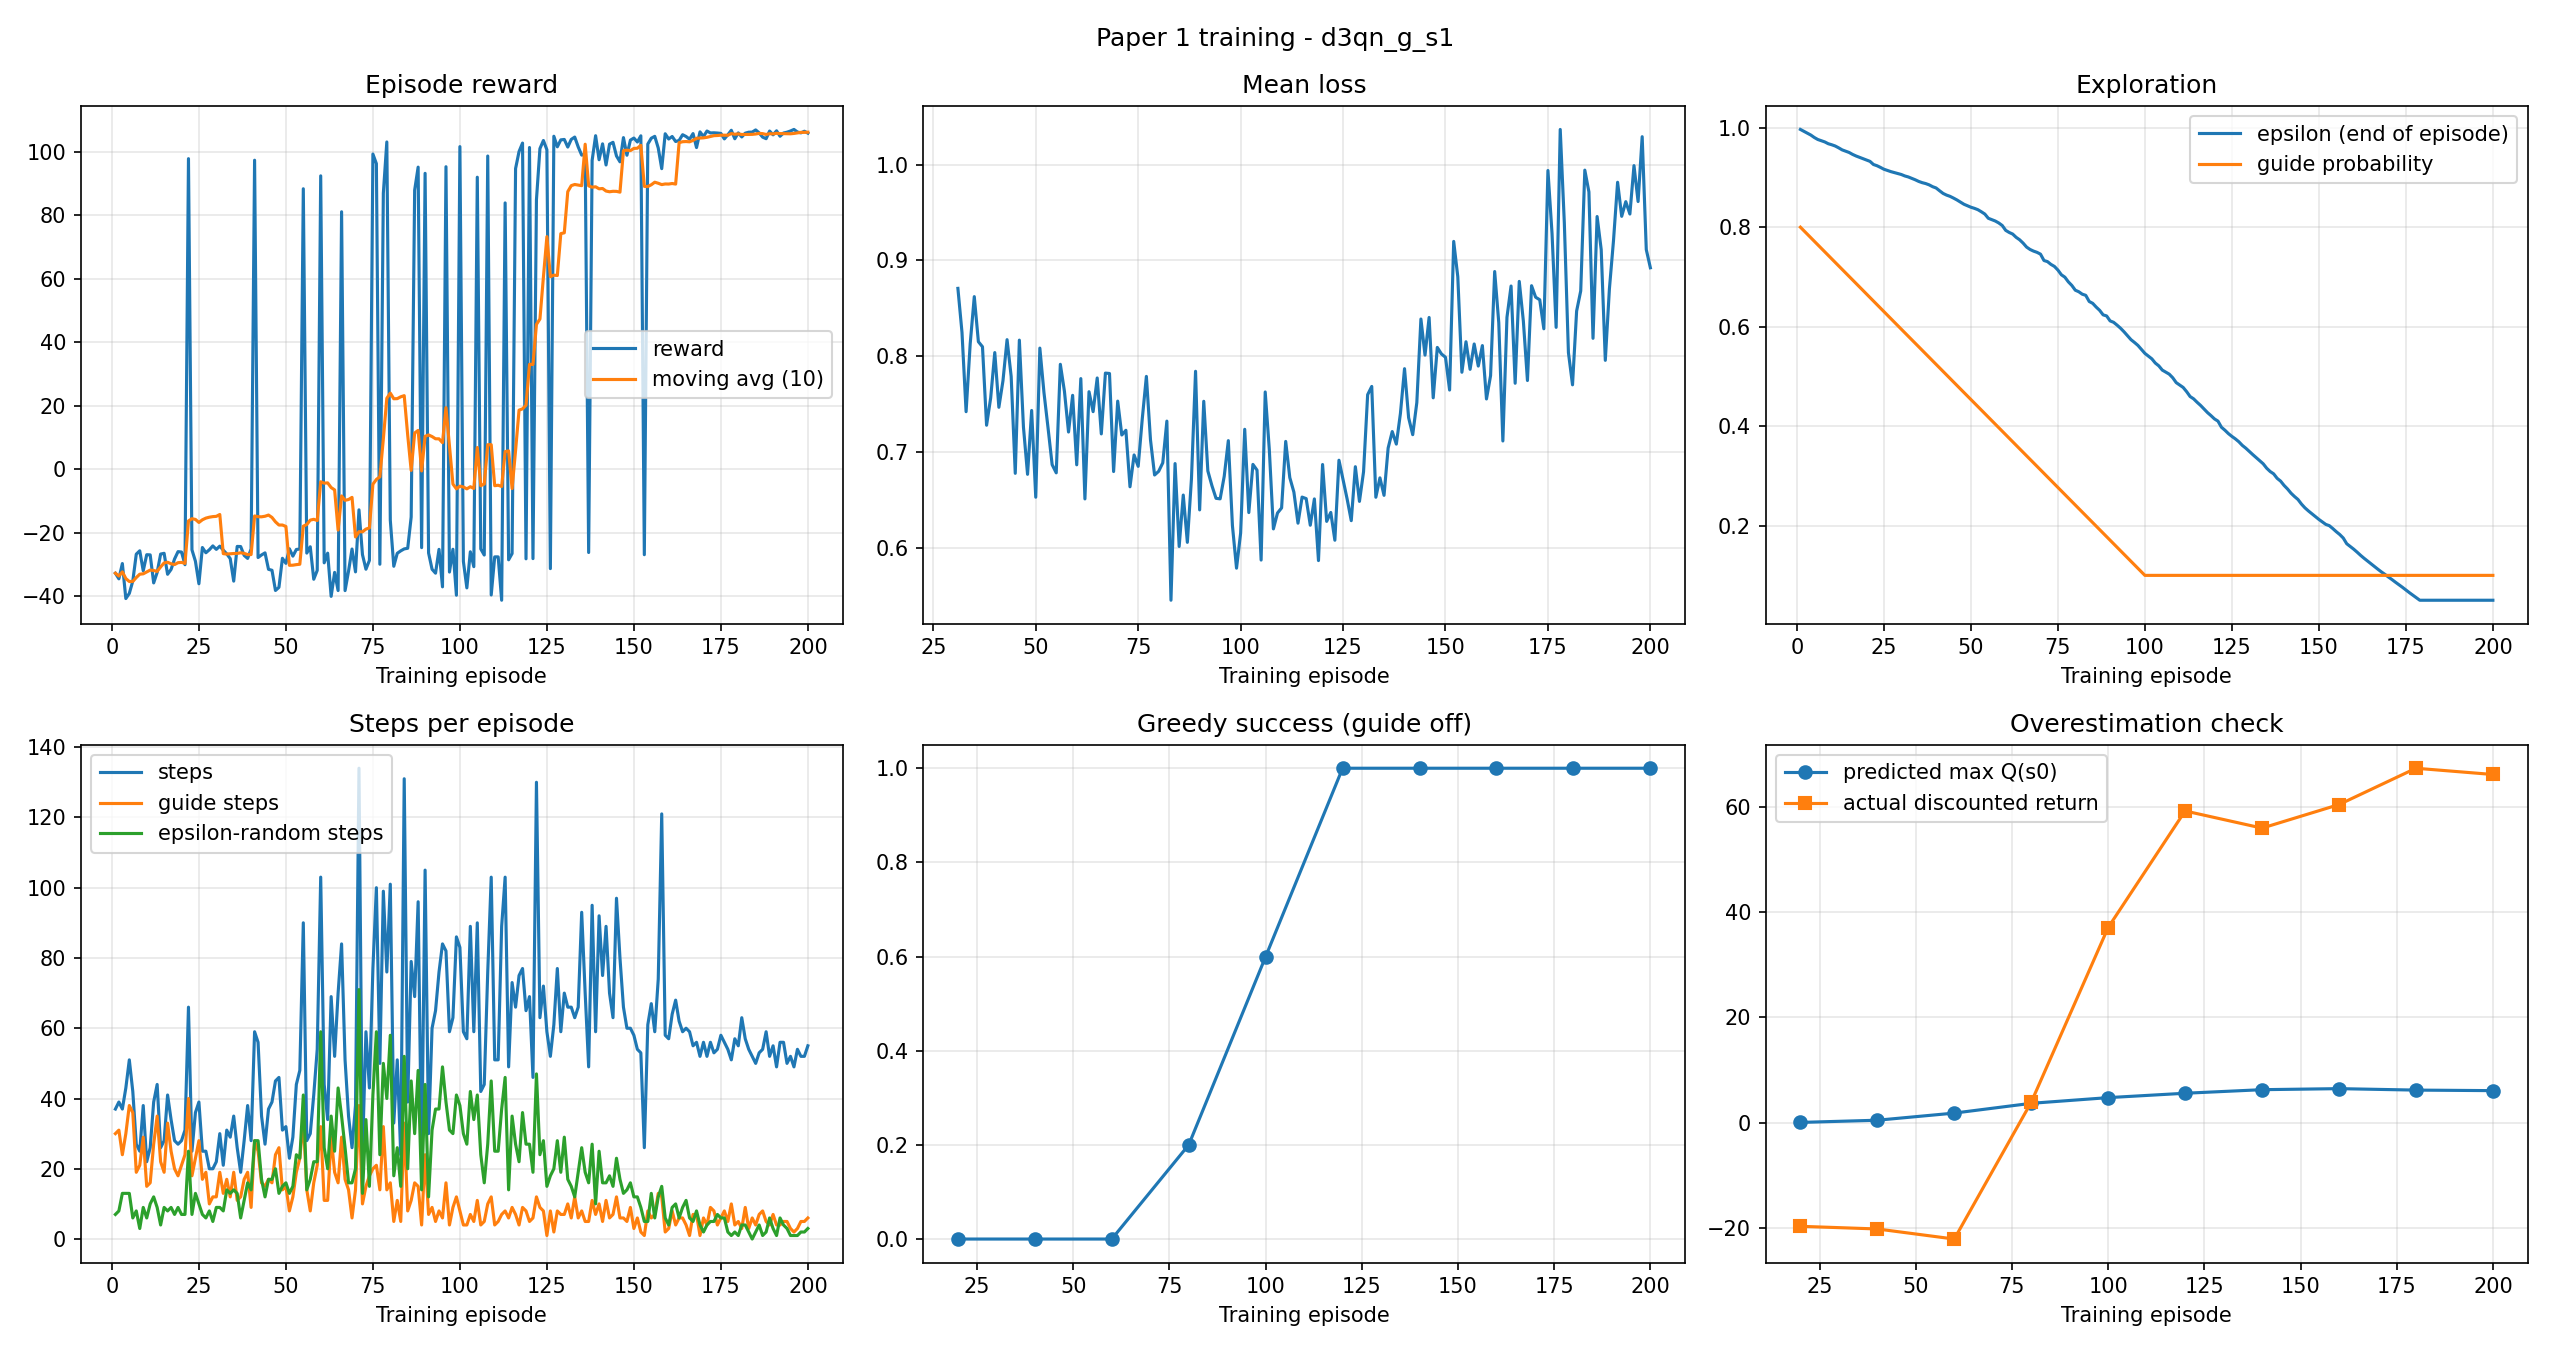 Paper 1 training - d3qn_g_s1
Episode reward
100
80
60
40
20
0
−20
−40
0 25 50 75 100 125 150 175 200
Training episode
reward
moving avg (10)
Mean loss
1.0
0.9
0.8
0.7
0.6
25 50 75 100 125 150 175 200
Training episode
Exploration
1.0
0.8
0.6
0.4
0.2
0 25 50 75 100 125 150 175 200
Training episode
epsilon (end of episode)
guide probability
Steps per episode
140
120
100
80
60
40
20
0
0 25 50 75 100 125 150 175 200
Training episode
steps
guide steps
epsilon-random steps
Greedy success (guide off)
1.0
0.8
0.6
0.4
0.2
0.0
25 50 75 100 125 150 175 200
Training episode
Overestimation check
60
40
20
0
−20
25 50 75 100 125 150 175 200
Training episode
predicted max Q(s0)
actual discounted return